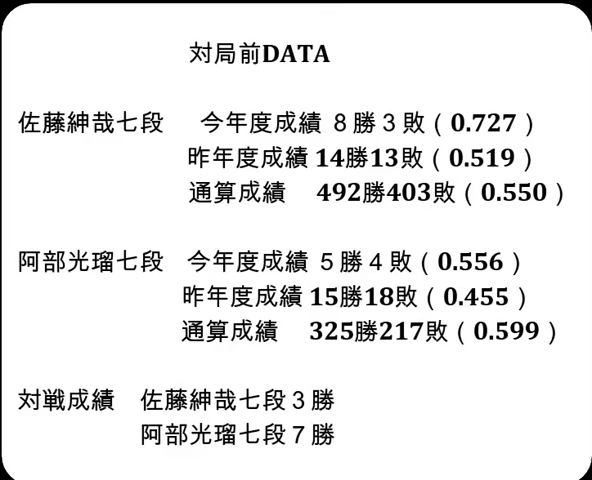 対局前DATA
佐藤紳哉七段 今年度成績 8勝3敗(0.727)
昨年度成績 14勝13敗(0.519)
通算成績 492勝403敗(0.550)
阿部光瑠七段 今年度成績 5勝4敗(0.556)
昨年度成績 15勝18敗(0.455)
通算成績 325勝217敗(0.599)
対戦成績 佐藤紳哉七段3勝
阿部光瑠七段7勝